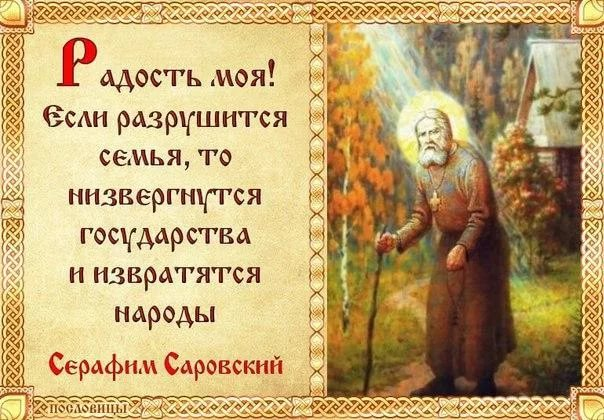 Радость моя!
Если разрушится
семья, то
низвергнутся
государства
и извратятся
народы
Серафим Саровский
пословицы